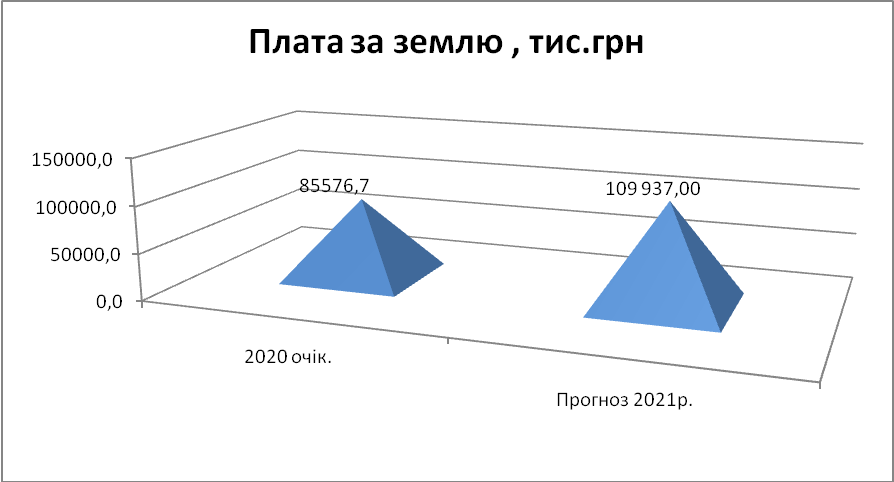 Плата за землю , тис.грн
150000,0
100000,0
50000,0
0,0
85576,7
109 937,00
2020 очік.
Прогноз 2021р.